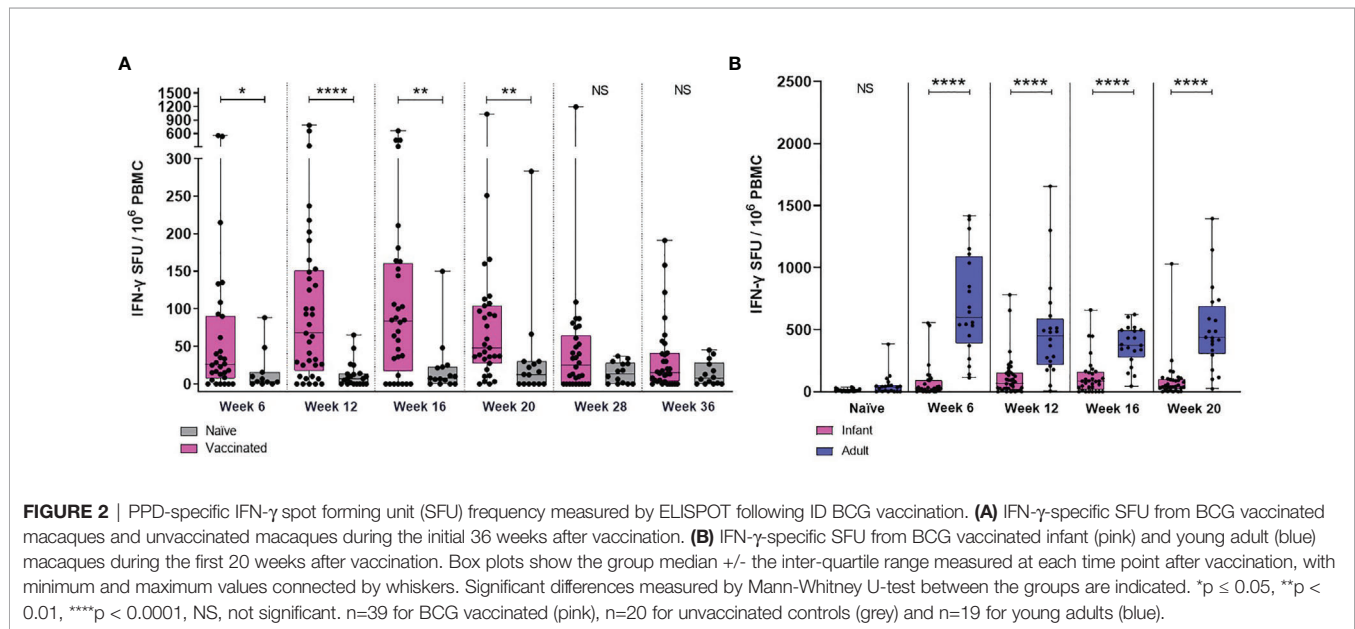 A
* **** ** ** NS NS
1500
1200
900
600
300
250
200
150
100
50
0
IFN-γ SFU / 10⁶ PBMC
Week 6 Week 12 Week 16 Week 20 Week 28 Week 36
Naïve
Vaccinated
B
NS **** **** **** ****
2500
2000
1500
1000
500
0
IFN-γ SFU / 10⁶ PBMC
Naïve Week 6 Week 12 Week 16 Week 20
Infant
Adult
FIGURE 2 | PPD-specific IFN-γ spot forming unit (SFU) frequency measured by ELISPOT following ID BCG vaccination. (A) IFN-γ-specific SFU from BCG vaccinated
macaques and unvaccinated macaques during the initial 36 weeks after vaccination. (B) IFN-γ-specific SFU from BCG vaccinated infant (pink) and young adult (blue)
macaques during the first 20 weeks after vaccination. Box plots show the group median +/- the inter-quartile range measured at each time point after vaccination, with
minimum and maximum values connected by whiskers. Significant differences measured by Mann-Whitney U-test between the groups are indicated. *p ≤ 0.05, **p <
0.01, ****p < 0.0001, NS, not significant. n=39 for BCG vaccinated (pink), n=20 for unvaccinated controls (grey) and n=19 for young adults (blue).